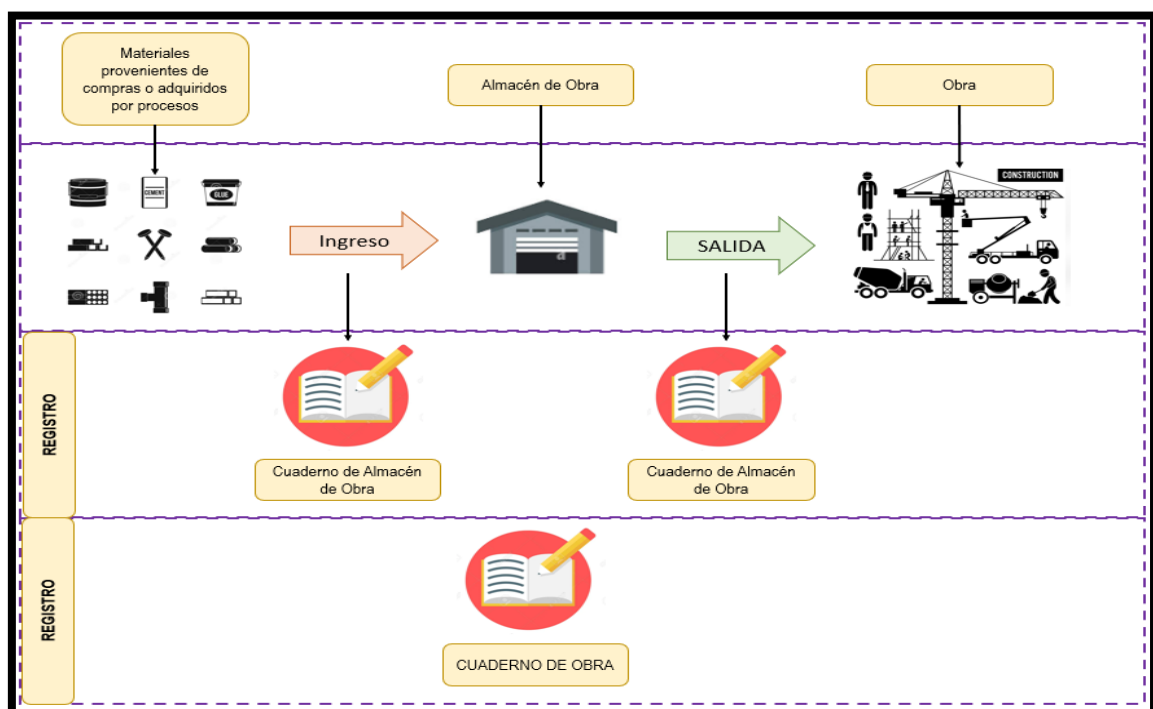 Materiales
provenientes de
compras o adquiridos
por procesos
Almacén de Obra
Obra
CEMENT
GLUE
CONSTRUCTION
Ingreso
SALIDA
a
REGISTRO
Cuaderno de Almacén
de Obra
Cuaderno de Almacén
de Obra
REGISTRO
CUADERNO DE OBRA